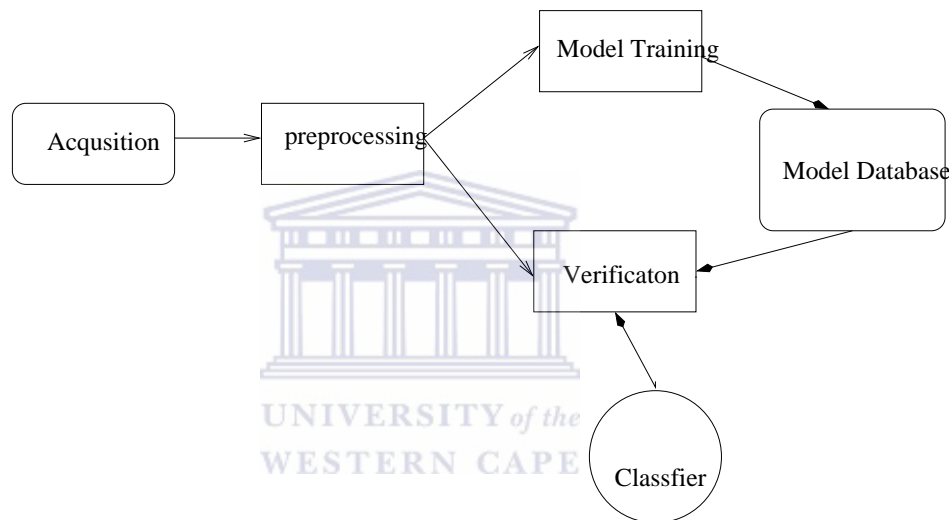 Model Training
Acqusition
preprocessing
Model Database
Verificaton
UNIVERSITY of the
WESTERN CAPE
Classfier